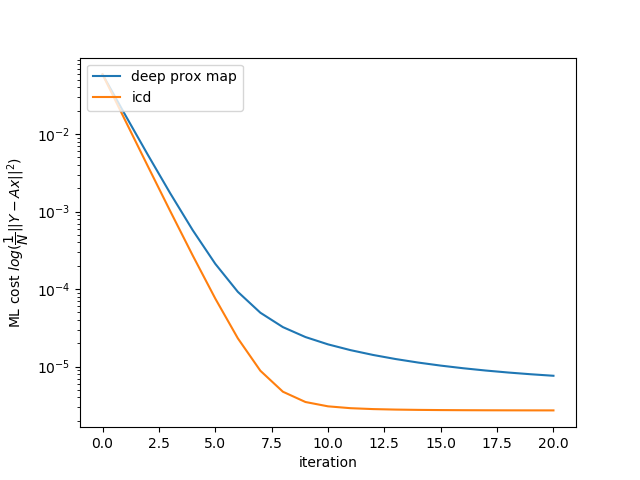 deep prox map
icd
10⁻²
10⁻³
10⁻⁴
10⁻⁵
ML cost log(1/N||Y − Ax||²)
0.0 2.5 5.0 7.5 10.0 12.5 15.0 17.5 20.0
iteration